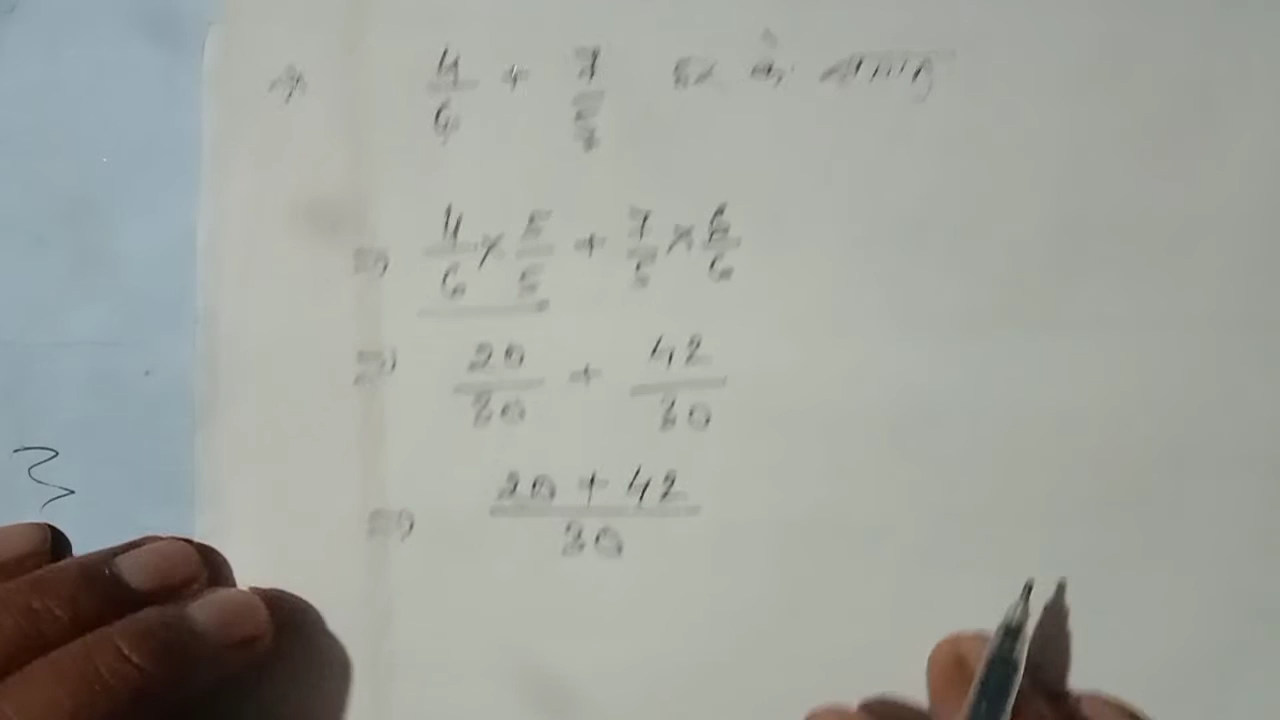 ⇒ 4/6 + 7/5
⇒ 4/6 × 5/5 + 7/5 × 6/6
⇒ 20/30 + 42/30
⇒ (20 + 42)/30